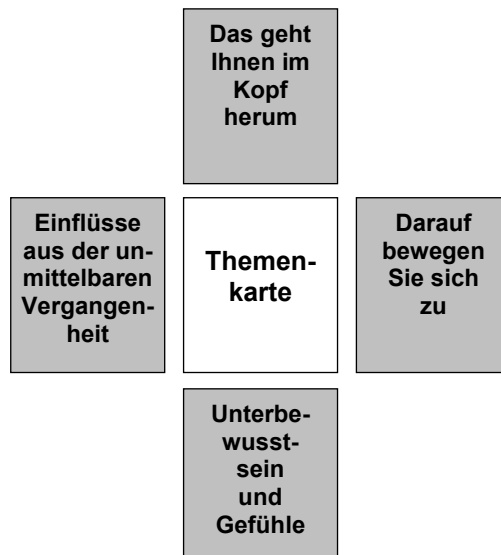 Das geht
Ihnen im
Kopf
herum
Einflüsse
aus der un-
mittelbaren
Vergangen-
heit
Themen-
karte
Darauf
bewegen
Sie sich
zu
Unterbe-
wusst-
sein
und
Gefühle